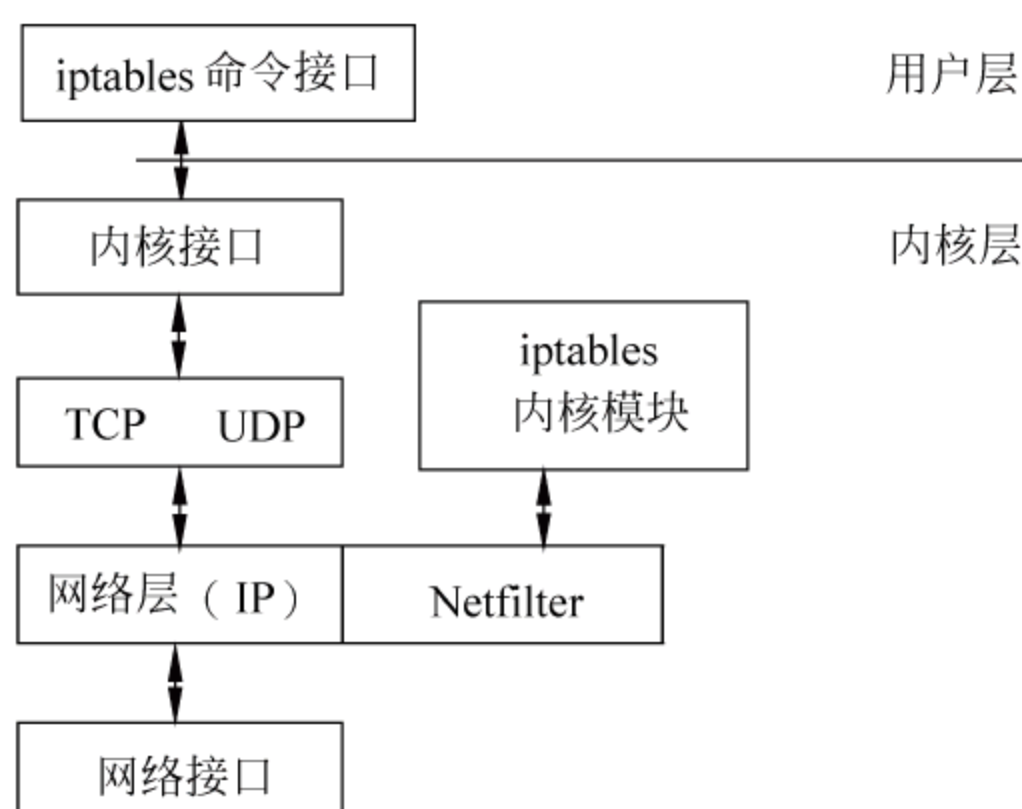 iptables 命令接口
用户层
内核接口
内核层
iptables
内核模块
TCP UDP
网络层（IP）
Netfilter
网络接口